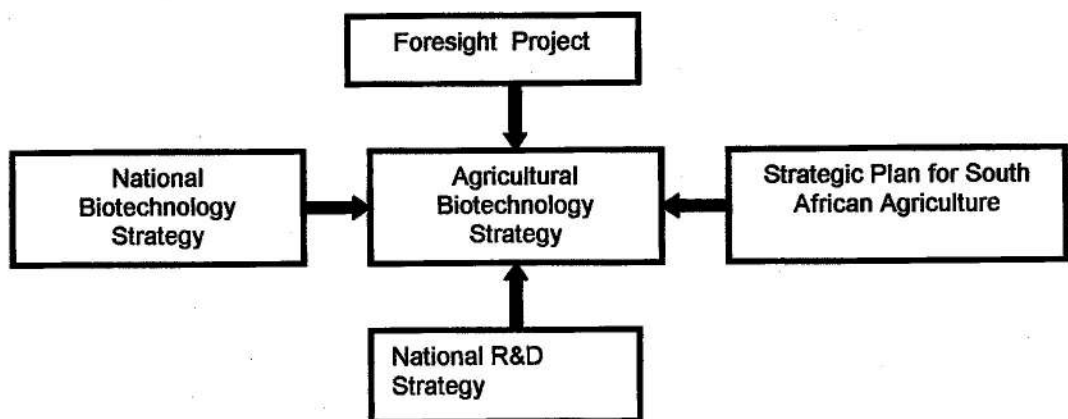 Foresight Project
National
Biotechnology
Strategy
Agricultural
Biotechnology
Strategy
Strategic Plan for South
African Agriculture
National R&D
Strategy